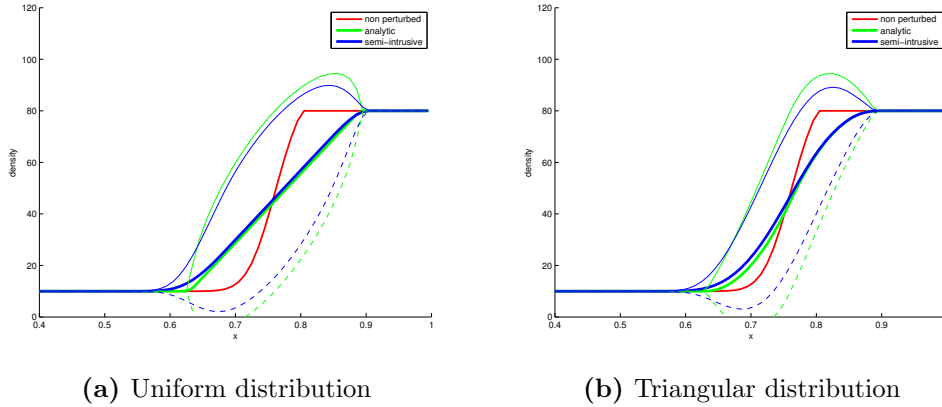 non perturbed
analytic
semi-intrusive
120
100
80
60
40
20
0
density
0.4 0.5 0.6 0.7 0.8 0.9 1
x
(a) Uniform distribution
non perturbed
analytic
semi-intrusive
120
100
80
60
40
20
0
density
0.4 0.5 0.6 0.7 0.8 0.9
x
(b) Triangular distribution